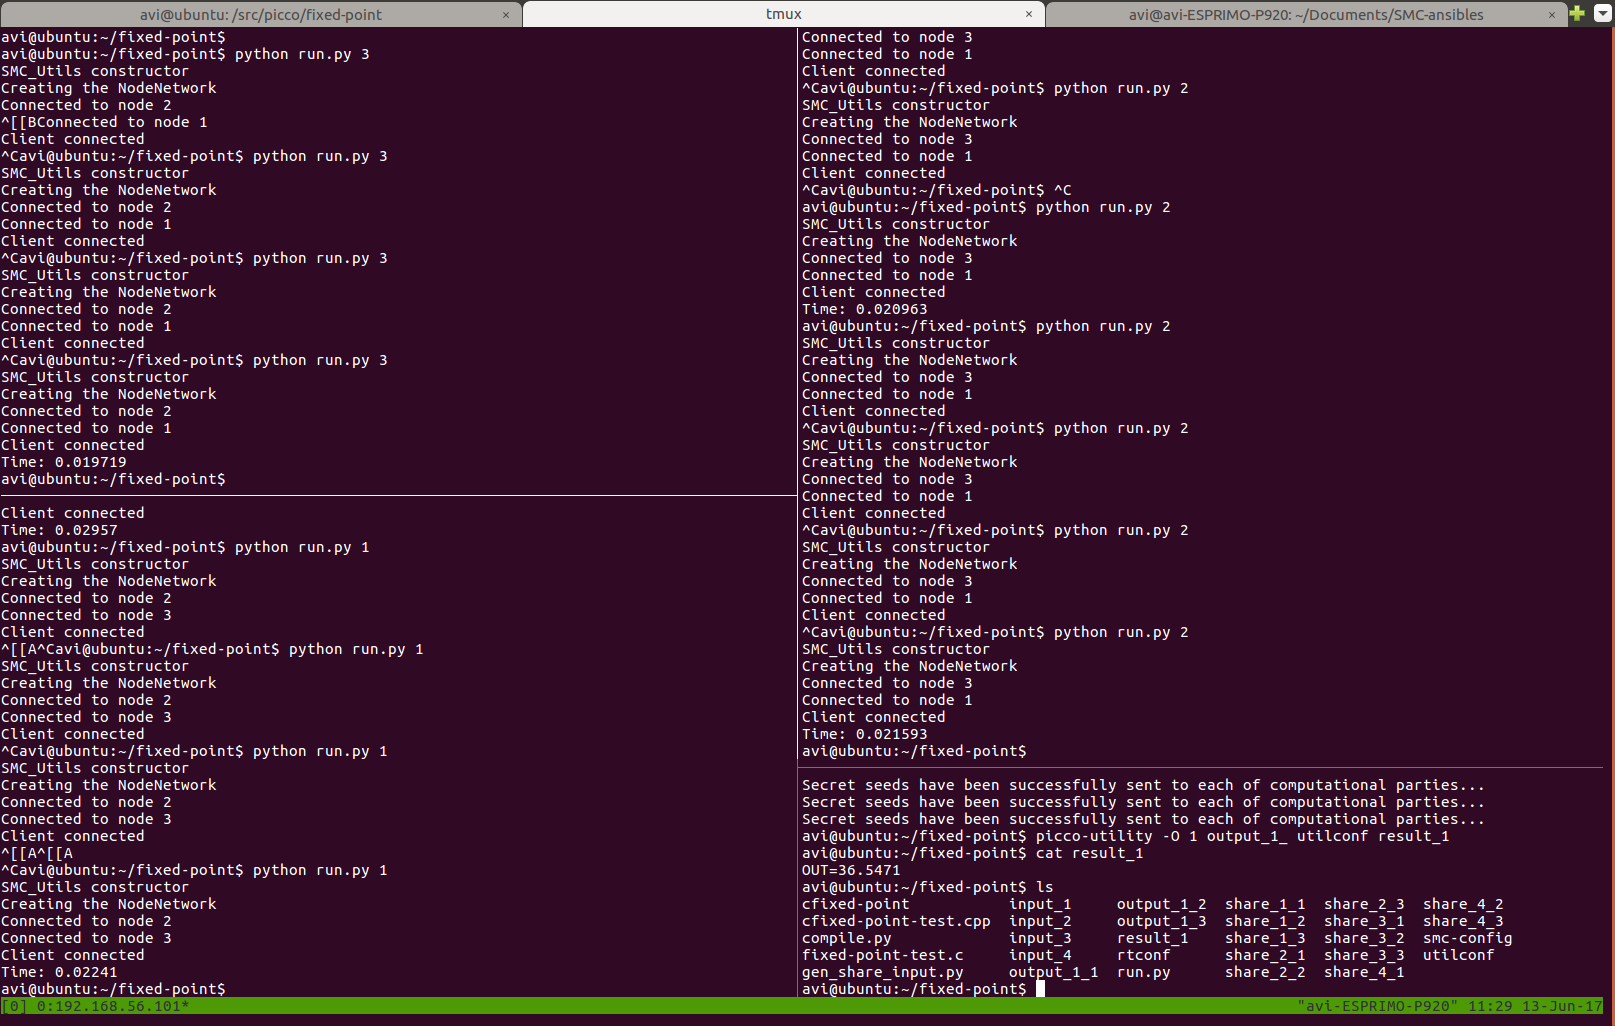 avi@ubuntu: /src/picco/fixed-point ×
tmux ×
avi@avi-ESPRIMO-P920: ~/Documents/SMC-ansibles ×
avi@ubuntu:~/fixed-point$
avi@ubuntu:~/fixed-point$ python run.py 3
SMC_Utils constructor
Creating the NodeNetwork
Connected to node 2
^[[BConnected to node 1
Client connected
^Cavi@ubuntu:~/fixed-point$ python run.py 3
SMC_Utils constructor
Creating the NodeNetwork
Connected to node 2
Connected to node 1
Client connected
^Cavi@ubuntu:~/fixed-point$ python run.py 3
SMC_Utils constructor
Creating the NodeNetwork
Connected to node 2
Connected to node 1
Client connected
^Cavi@ubuntu:~/fixed-point$ python run.py 3
SMC_Utils constructor
Creating the NodeNetwork
Connected to node 2
Connected to node 1
Client connected
Time: 0.019719
avi@ubuntu:~/fixed-point$
Client connected
Time: 0.02957
avi@ubuntu:~/fixed-point$ python run.py 1
SMC_Utils constructor
Creating the NodeNetwork
Connected to node 2
Connected to node 3
Client connected
^[[A^Cavi@ubuntu:~/fixed-point$ python run.py 1
SMC_Utils constructor
Creating the NodeNetwork
Connected to node 2
Connected to node 3
Client connected
^Cavi@ubuntu:~/fixed-point$ python run.py 1
SMC_Utils constructor
Creating the NodeNetwork
Connected to node 2
Connected to node 3
Client connected
^[[A^[[A
^Cavi@ubuntu:~/fixed-point$ python run.py 1
SMC_Utils constructor
Creating the NodeNetwork
Connected to node 2
Connected to node 3
Client connected
Time: 0.02241
avi@ubuntu:~/fixed-point$
Connected to node 3
Connected to node 1
Client connected
^Cavi@ubuntu:~/fixed-point$ python run.py 2
SMC_Utils constructor
Creating the NodeNetwork
Connected to node 3
Connected to node 1
Client connected
^Cavi@ubuntu:~/fixed-point$ ^C
avi@ubuntu:~/fixed-point$ python run.py 2
SMC_Utils constructor
Creating the NodeNetwork
Connected to node 3
Connected to node 1
Client connected
Time: 0.020963
avi@ubuntu:~/fixed-point$ python run.py 2
SMC_Utils constructor
Creating the NodeNetwork
Connected to node 3
Connected to node 1
Client connected
^Cavi@ubuntu:~/fixed-point$ python run.py 2
SMC_Utils constructor
Creating the NodeNetwork
Connected to node 3
Connected to node 1
Client connected
^Cavi@ubuntu:~/fixed-point$ python run.py 2
SMC_Utils constructor
Creating the NodeNetwork
Connected to node 3
Connected to node 1
Client connected
^Cavi@ubuntu:~/fixed-point$ python run.py 2
SMC_Utils constructor
Creating the NodeNetwork
Connected to node 3
Connected to node 1
Client connected
Time: 0.021593
avi@ubuntu:~/fixed-point$
Secret seeds have been successfully sent to each of computational parties...
Secret seeds have been successfully sent to each of computational parties...
Secret seeds have been successfully sent to each of computational parties...
avi@ubuntu:~/fixed-point$ picco-utility -O 1 output_1_ utilconf result_1
avi@ubuntu:~/fixed-point$ cat result_1
OUT=36.5471
avi@ubuntu:~/fixed-point$ ls
cfixed-point input_1 output_1_2 share_1_1 share_2_3 share_4_2
cfixed-point-test.cpp input_2 output_1_3 share_1_2 share_3_1 share_4_3
compile.py input_3 result_1 share_1_3 share_3_2 smc-config
fixed-point-test.c input_4 rtconf share_2_1 share_3_3 utilconf
gen_share_input.py output_1_1 run.py share_2_2 share_4_1
avi@ubuntu:~/fixed-point$
[0] 0:192.168.56.101* "avi-ESPRIMO-P920" 11:29 13-Jun-17